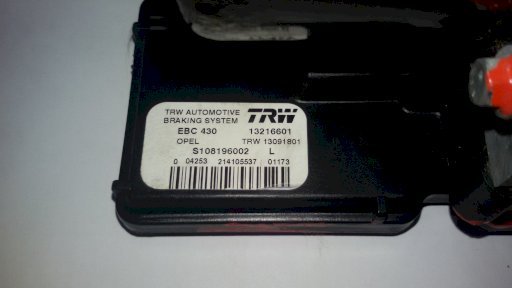 TRW AUTOMOTIVE
BRAKING SYSTEM
TRW
EBC 430 13216601
OPEL TRW 13091801
S108196002 L
0 04253 214105537 01173